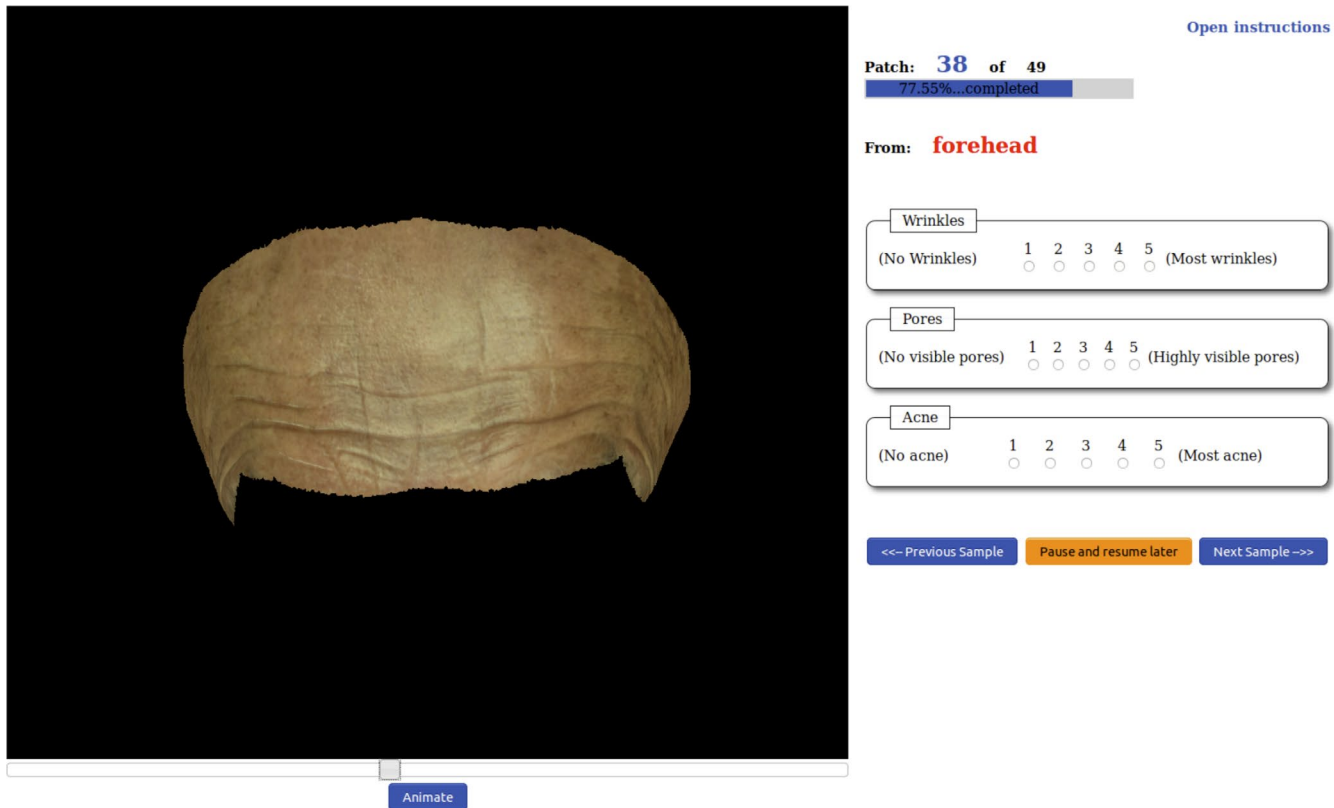 Open instructions
Patch: 38 of 49
77.55%...completed
From: forehead
Wrinkles
(No Wrinkles) 1 2 3 4 5 (Most wrinkles)
Pores
(No visible pores) 1 2 3 4 5 (Highly visible pores)
Acne
(No acne) 1 2 3 4 5 (Most acne)
<<-- Previous Sample Pause and resume later Next Sample -->>
Animate